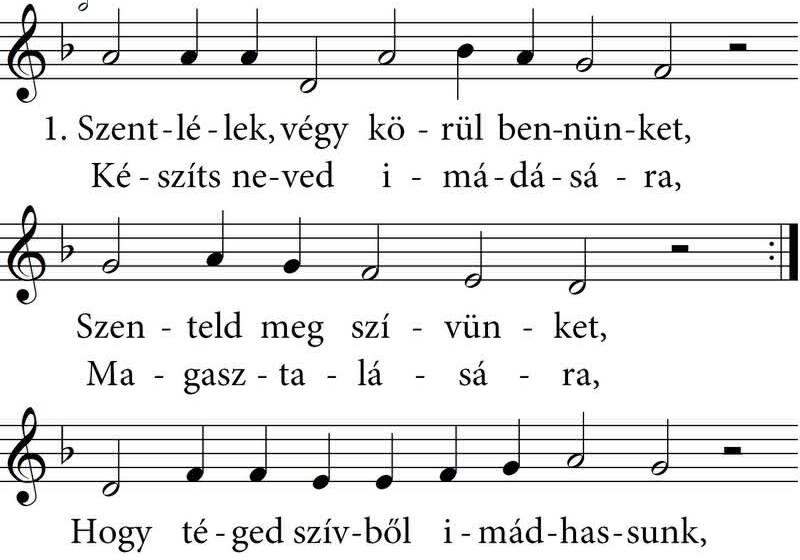 1. Szent-lé-lek, végy kö - rül ben-nün-ket,
Ké-szíts ne-ved i - má-dá-sá - ra,
Szen - teld meg szí - vün - ket,
Ma - gasz-ta - lá - sá - ra,
Hogy té-ged szív-ből i-mád-has-sunk,